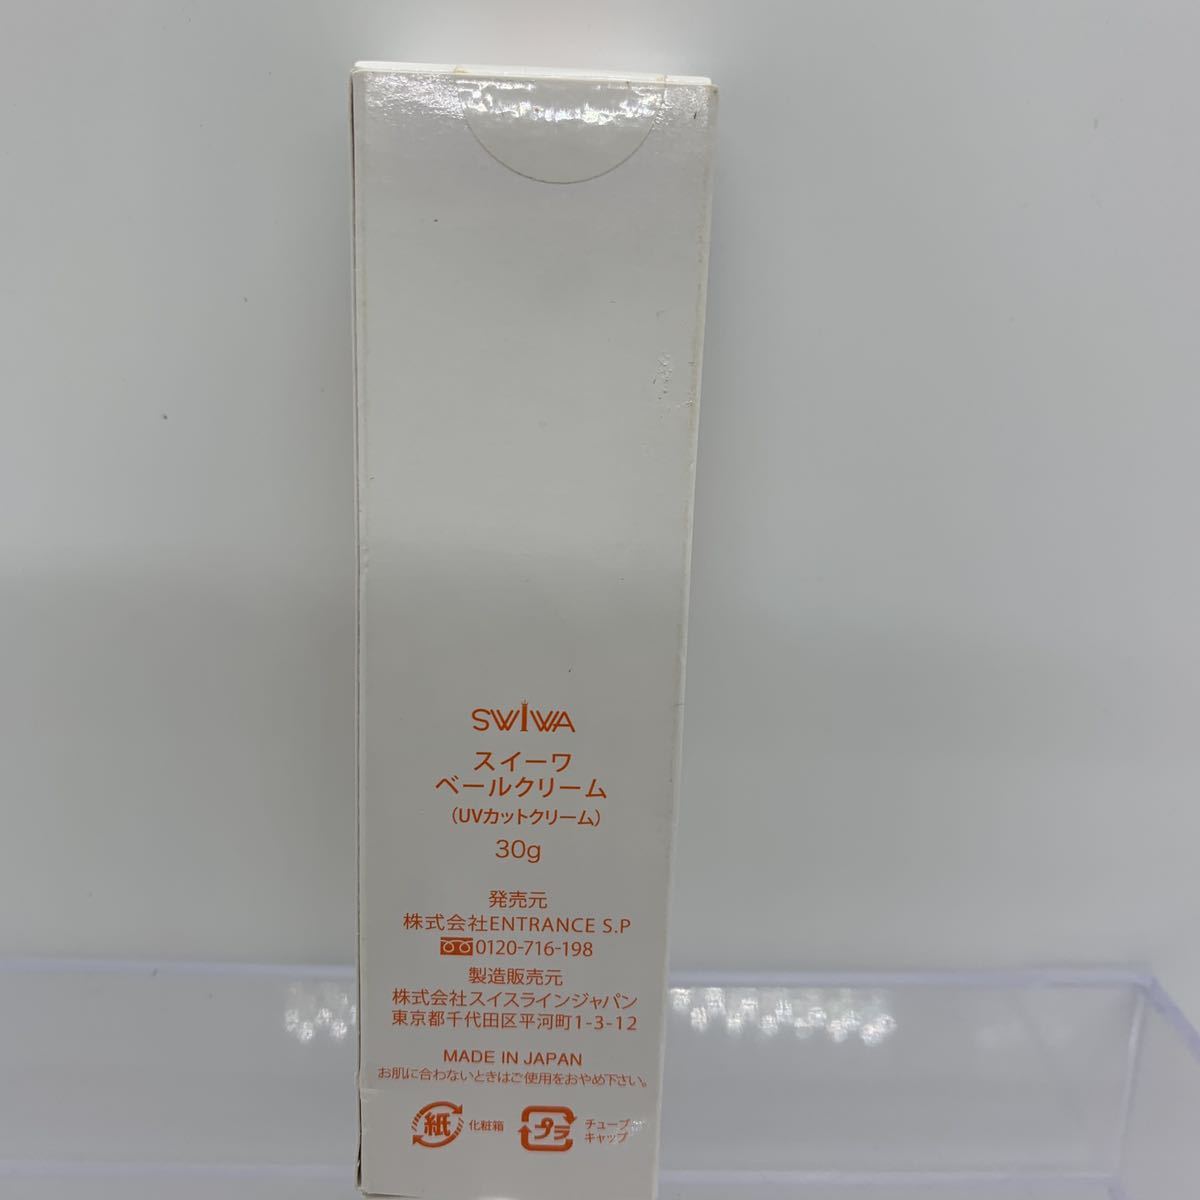 SWIWA
スイーワ
ベールクリーム
(UVカットクリーム)
30g
発売元
株式会社ENTRANCE S.P
0120-716-198
製造販売元
株式会社スイスラインジャパン
東京都千代田区平河町1-3-12
MADE IN JAPAN
お肌に合わないときはご使用をおやめ下さい。
紙 化粧箱
プラ チューブ
キャップ